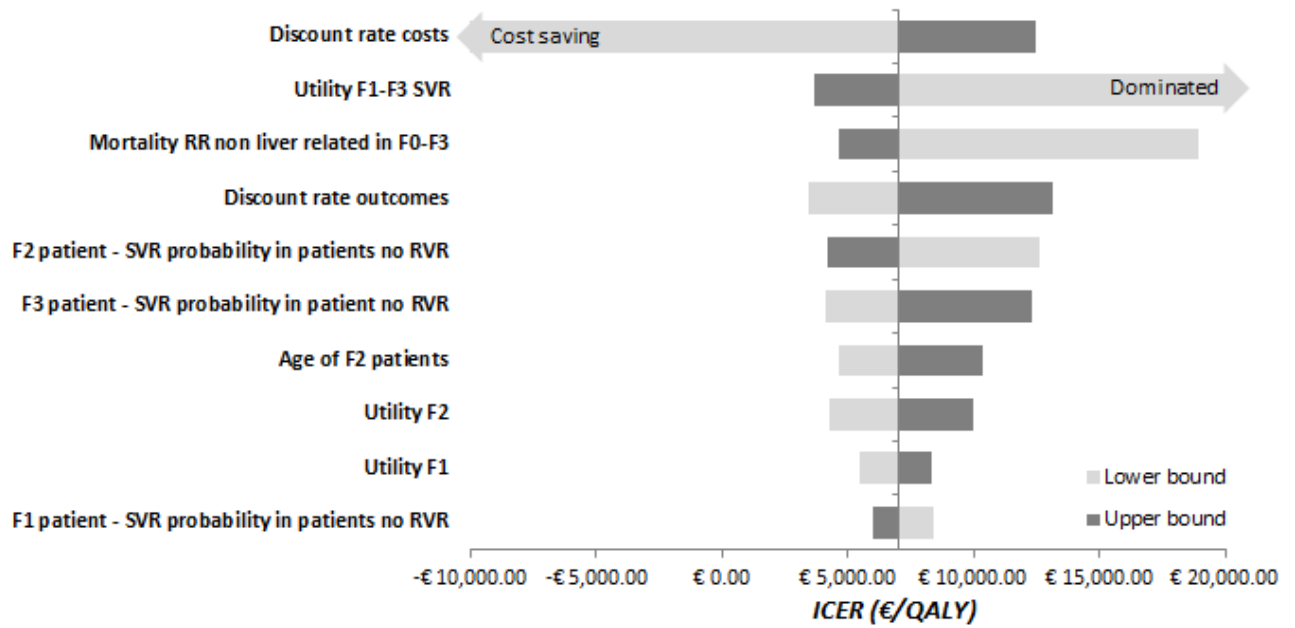 Discount rate costs
Cost saving
Utility F1-F3 SVR
Dominated
Mortality RR non liver related in F0-F3
Discount rate outcomes
F2 patient - SVR probability in patients no RVR
F3 patient - SVR probability in patient no RVR
Age of F2 patients
Utility F2
Utility F1
F1 patient - SVR probability in patients no RVR
Lower bound
Upper bound
-€ 10,000.00 -€ 5,000.00 € 0.00 € 5,000.00 € 10,000.00 € 15,000.00 € 20,000.00
ICER (€/QALY)